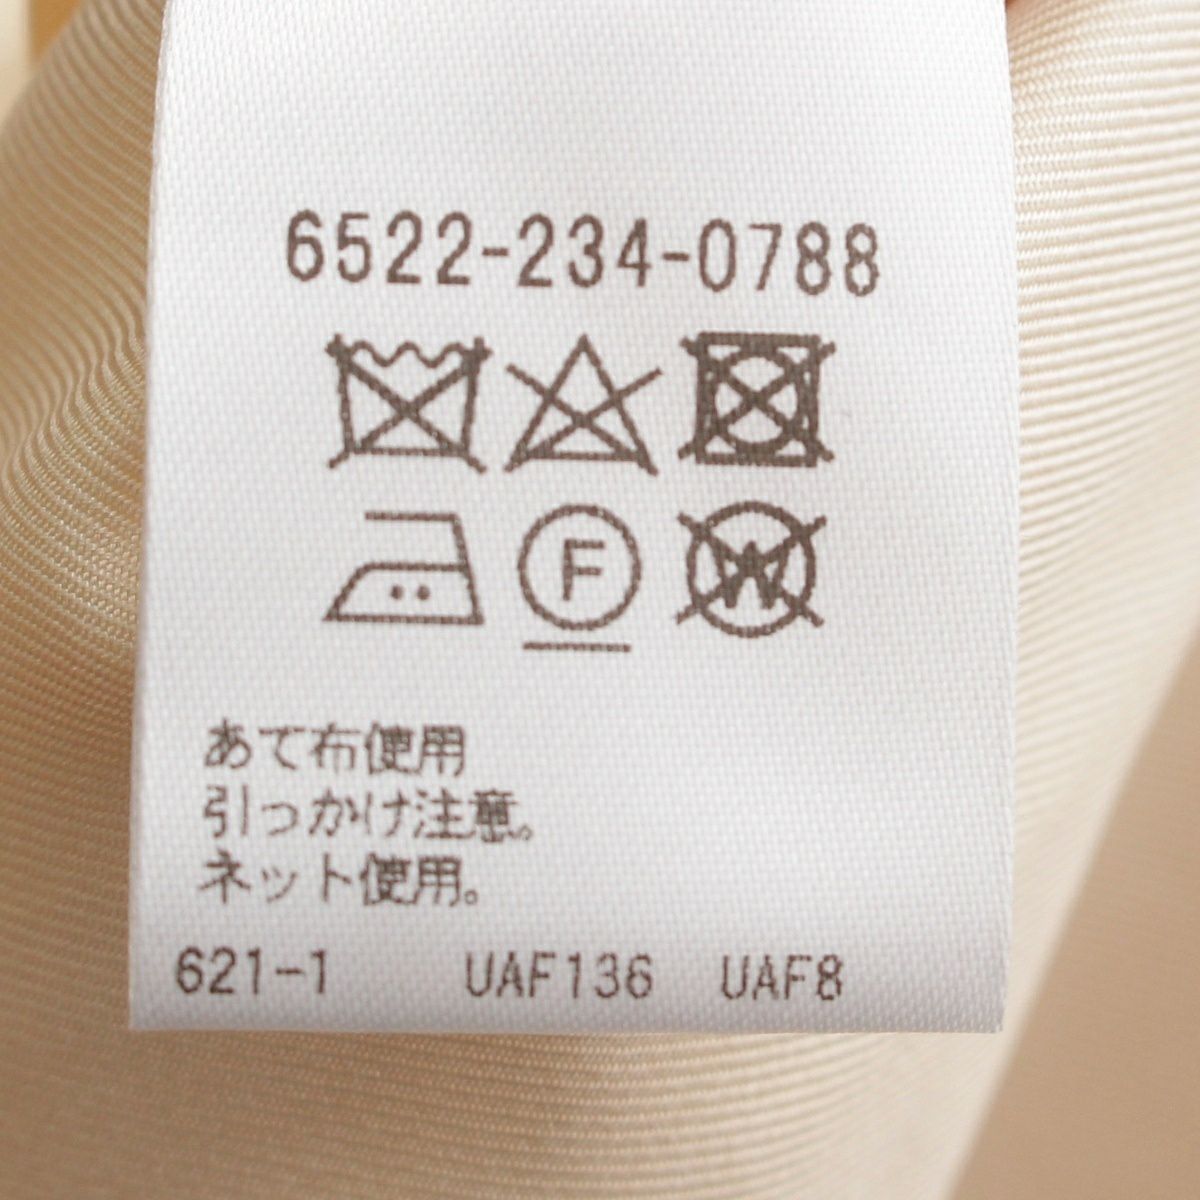 6522-234-0788
F W
あて布使用
引っかけ注意。
ネット使用。
621-1 UAF136 UAF8